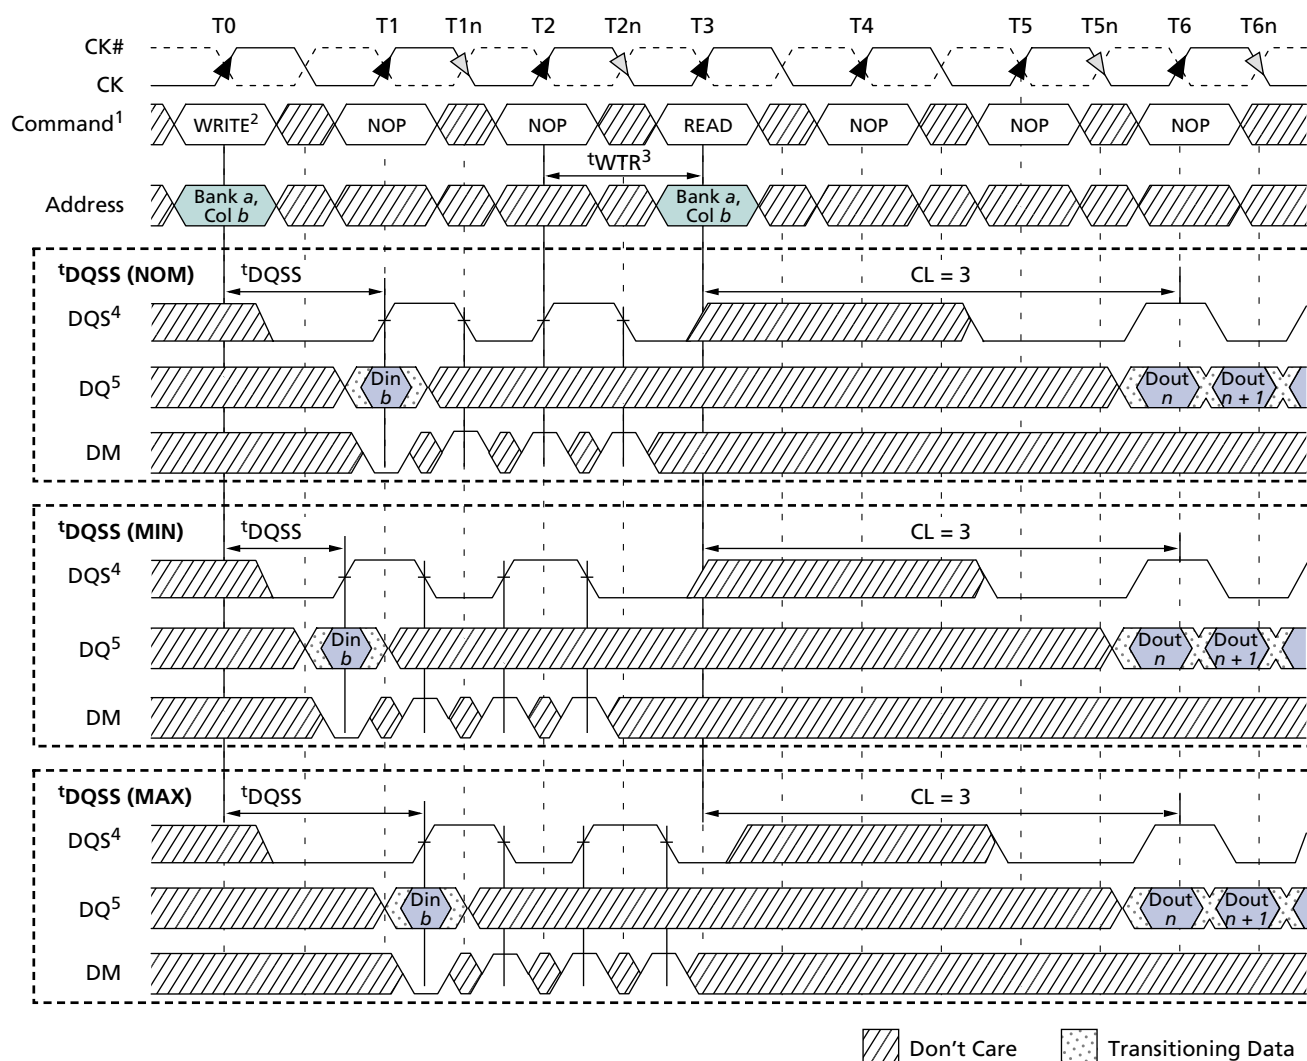 T0 T1 T1n T2 T2n T3 T4 T5 T5n T6 T6n
CK#
CK
Command1 WRITE2 NOP NOP READ NOP NOP NOP
tWTR3
Address Bank a, Col b Bank a, Col b
tDQSS (NOM) tDQSS CL = 3
DQS4
DQ5 Din b Dout n Dout n + 1
DM
tDQSS (MIN) tDQSS CL = 3
DQS4
DQ5 Din b Dout n Dout n + 1
DM
tDQSS (MAX) tDQSS CL = 3
DQS4
DQ5 Din b Dout n Dout n + 1
DM
Don't Care Transitioning Data